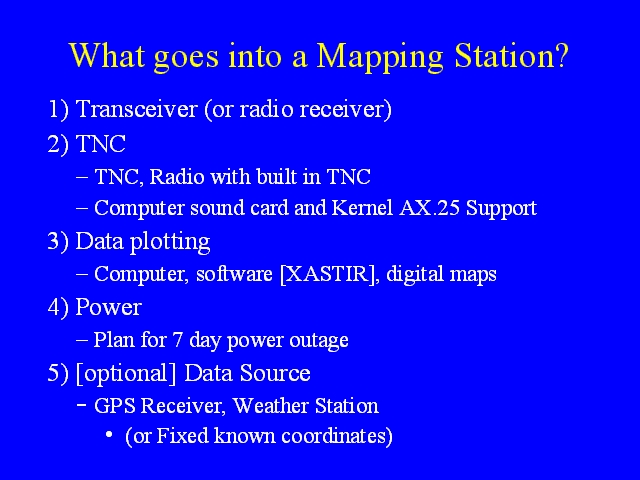 What goes into a Mapping Station?
1) Transceiver (or radio receiver)
2) TNC
– TNC, Radio with built in TNC
– Computer sound card and Kernel AX.25 Support
3) Data plotting
– Computer, software [XASTIR], digital maps
4) Power
– Plan for 7 day power outage
5) [optional] Data Source
– GPS Receiver, Weather Station
• (or Fixed known coordinates)